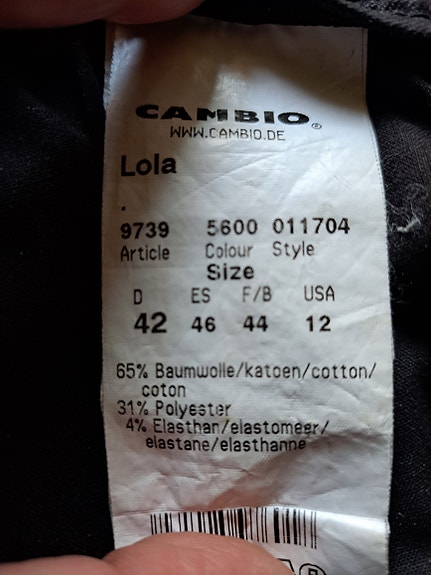 CAMBIO®
WWW.CAMBIO.DE
Lola
.
9739 5600 011704
Article Colour Style
Size
D ES F/B USA
42 46 44 12
65% Baumwolle/katoen/cotton/
coton
31% Polyester
4% Elasthan/elastomeer/
elastane/elasthanne